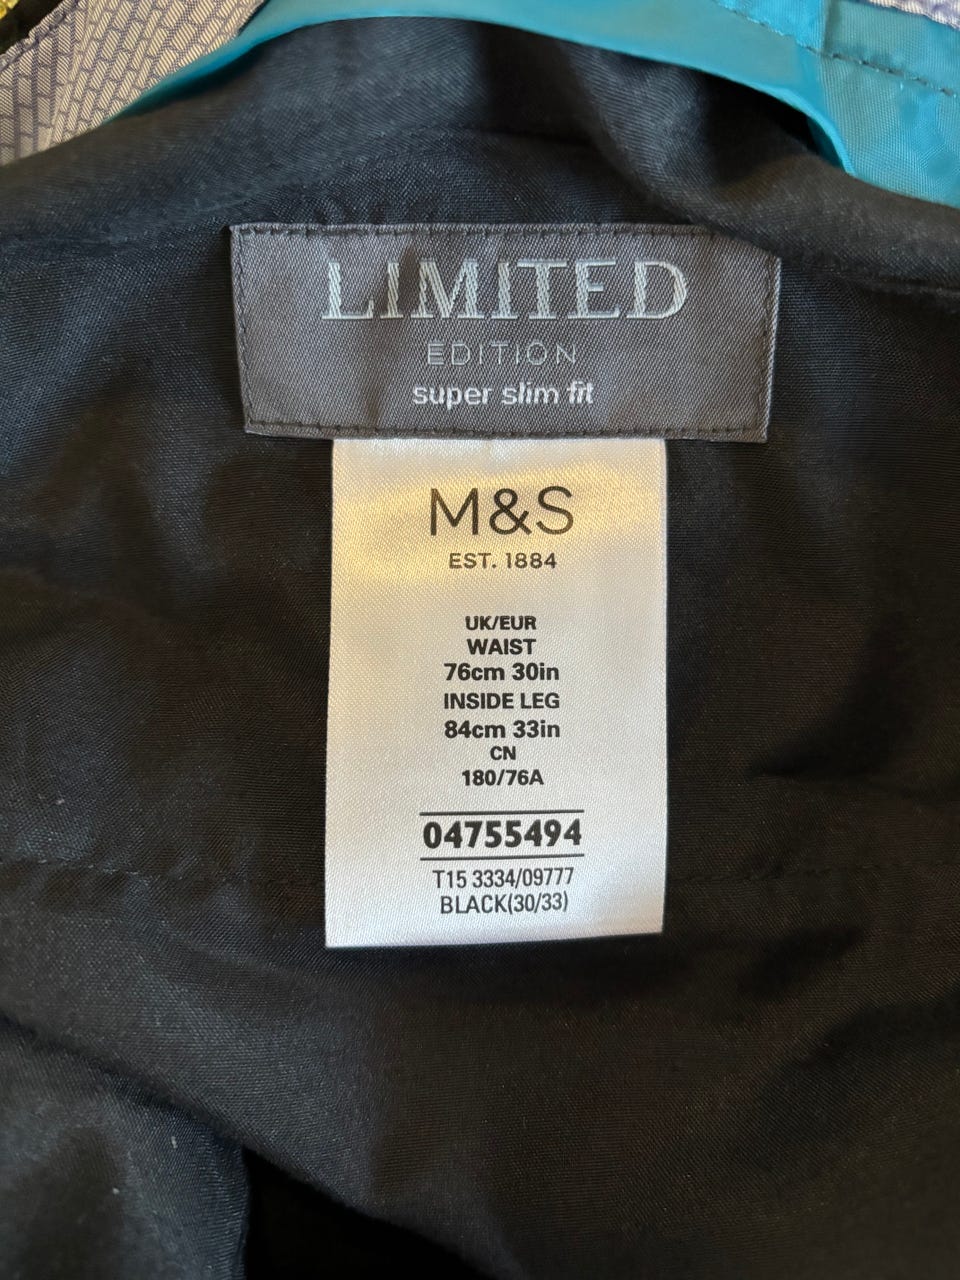 LIMITED
EDITION
super slim fit
M&S
EST. 1884
UK/EUR
WAIST
76cm 30in
INSIDE LEG
84cm 33in
CN
180/76A
04755494
T15 3334/09777
BLACK(30/33)